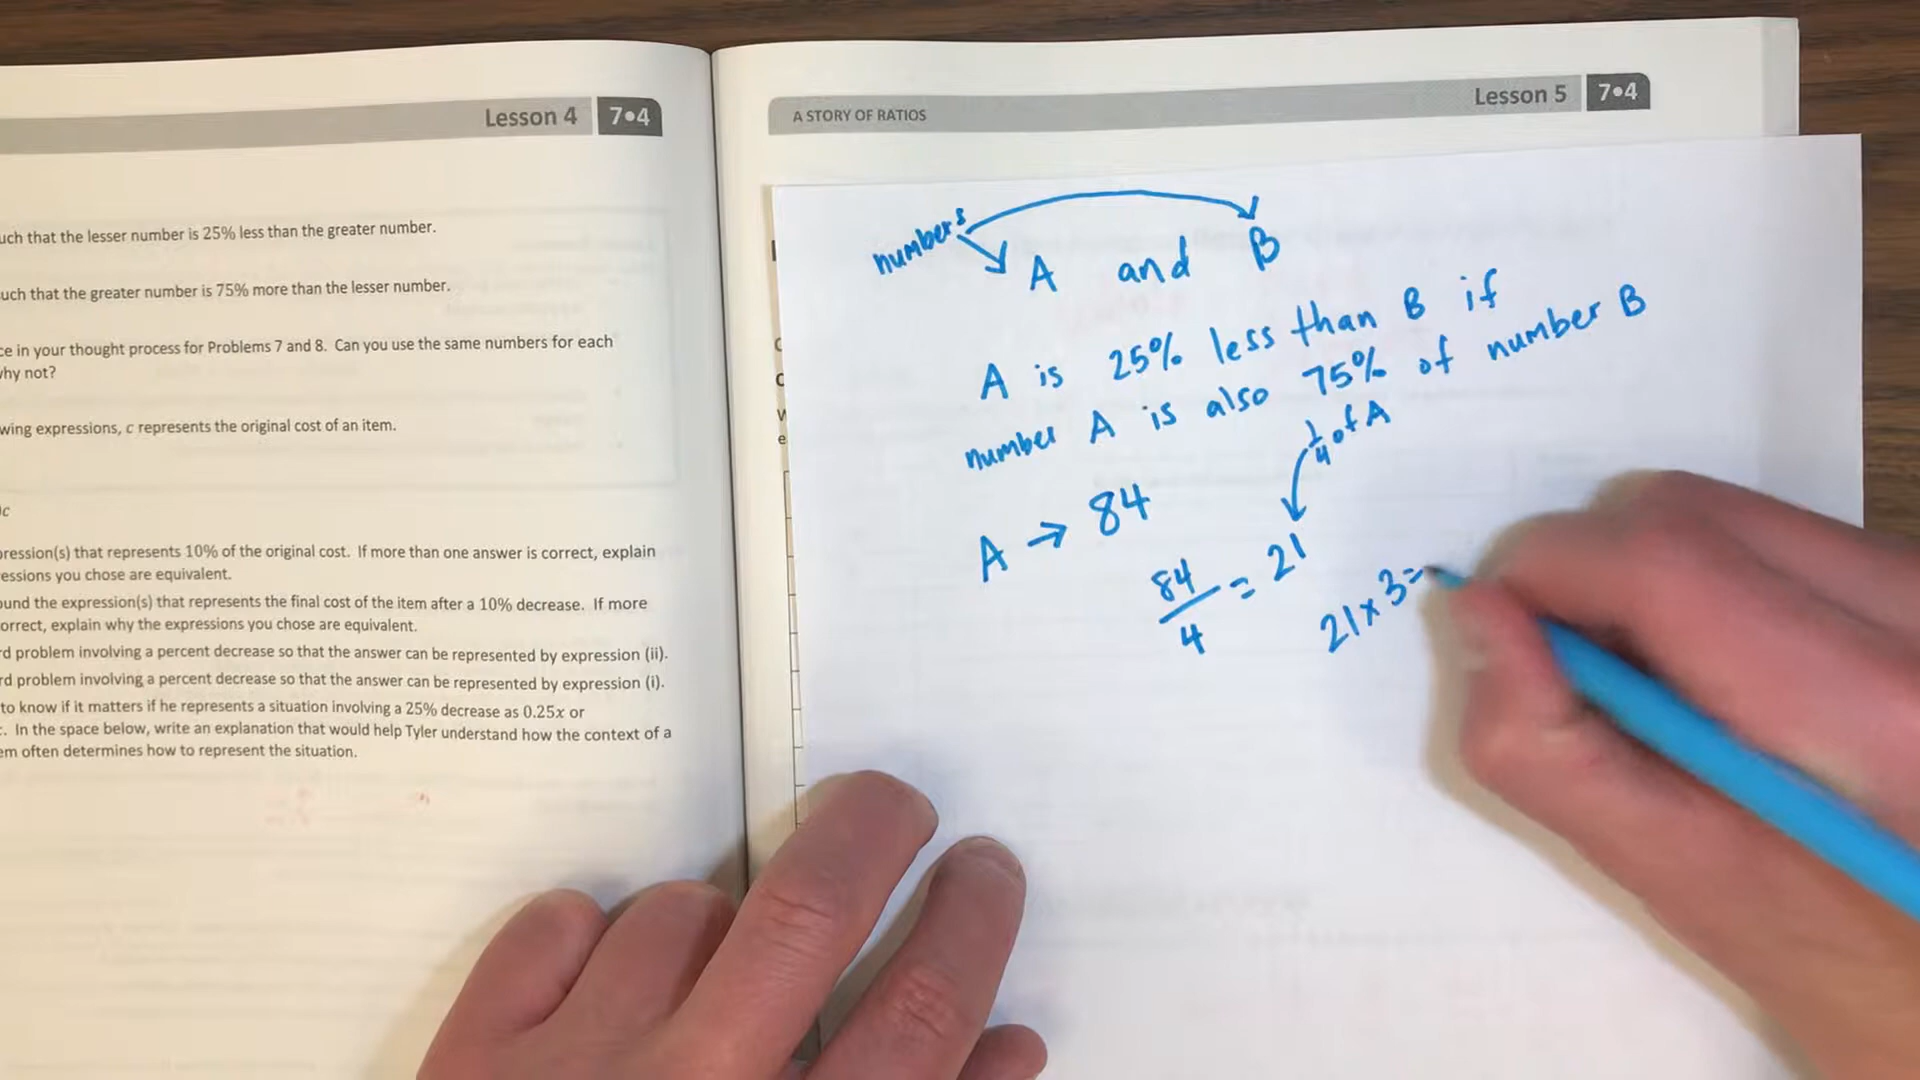 Lesson 4 7•4
uch that the lesser number is 25% less than the greater number.
uch that the greater number is 75% more than the lesser number.
ce in your thought process for Problems 7 and 8. Can you use the same numbers for each
hy not?
wing expressions, c represents the original cost of an item.
c
pression(s) that represents 10% of the original cost. If more than one answer is correct, explain
essions you chose are equivalent.
ound the expression(s) that represents the final cost of the item after a 10% decrease. If more
orrect, explain why the expressions you chose are equivalent.
rd problem involving a percent decrease so that the answer can be represented by expression (ii).
rd problem involving a percent decrease so that the answer can be represented by expression (i).
to know if it matters if he represents a situation involving a 25% decrease as 0.25x or
. In the space below, write an explanation that would help Tyler understand how the context of a
em often determines how to represent the situation.
A STORY OF RATIOS Lesson 5 7•4
numbers
A and B
A is 25% less than B if
number A is also 75% of number B
1/4 of A
A → 84
84/4 = 21
21 x 3 =